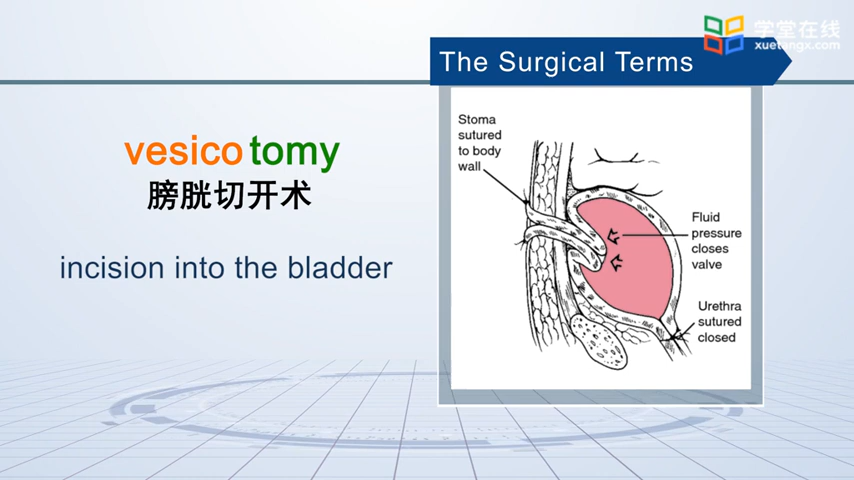 学堂在线
xuetangx.com
The Surgical Terms
vesicotomy
膀胱切开术
incision into the bladder
Stoma
sutured
to body
wall
Fluid
pressure
closes
valve
Urethra
sutured
closed